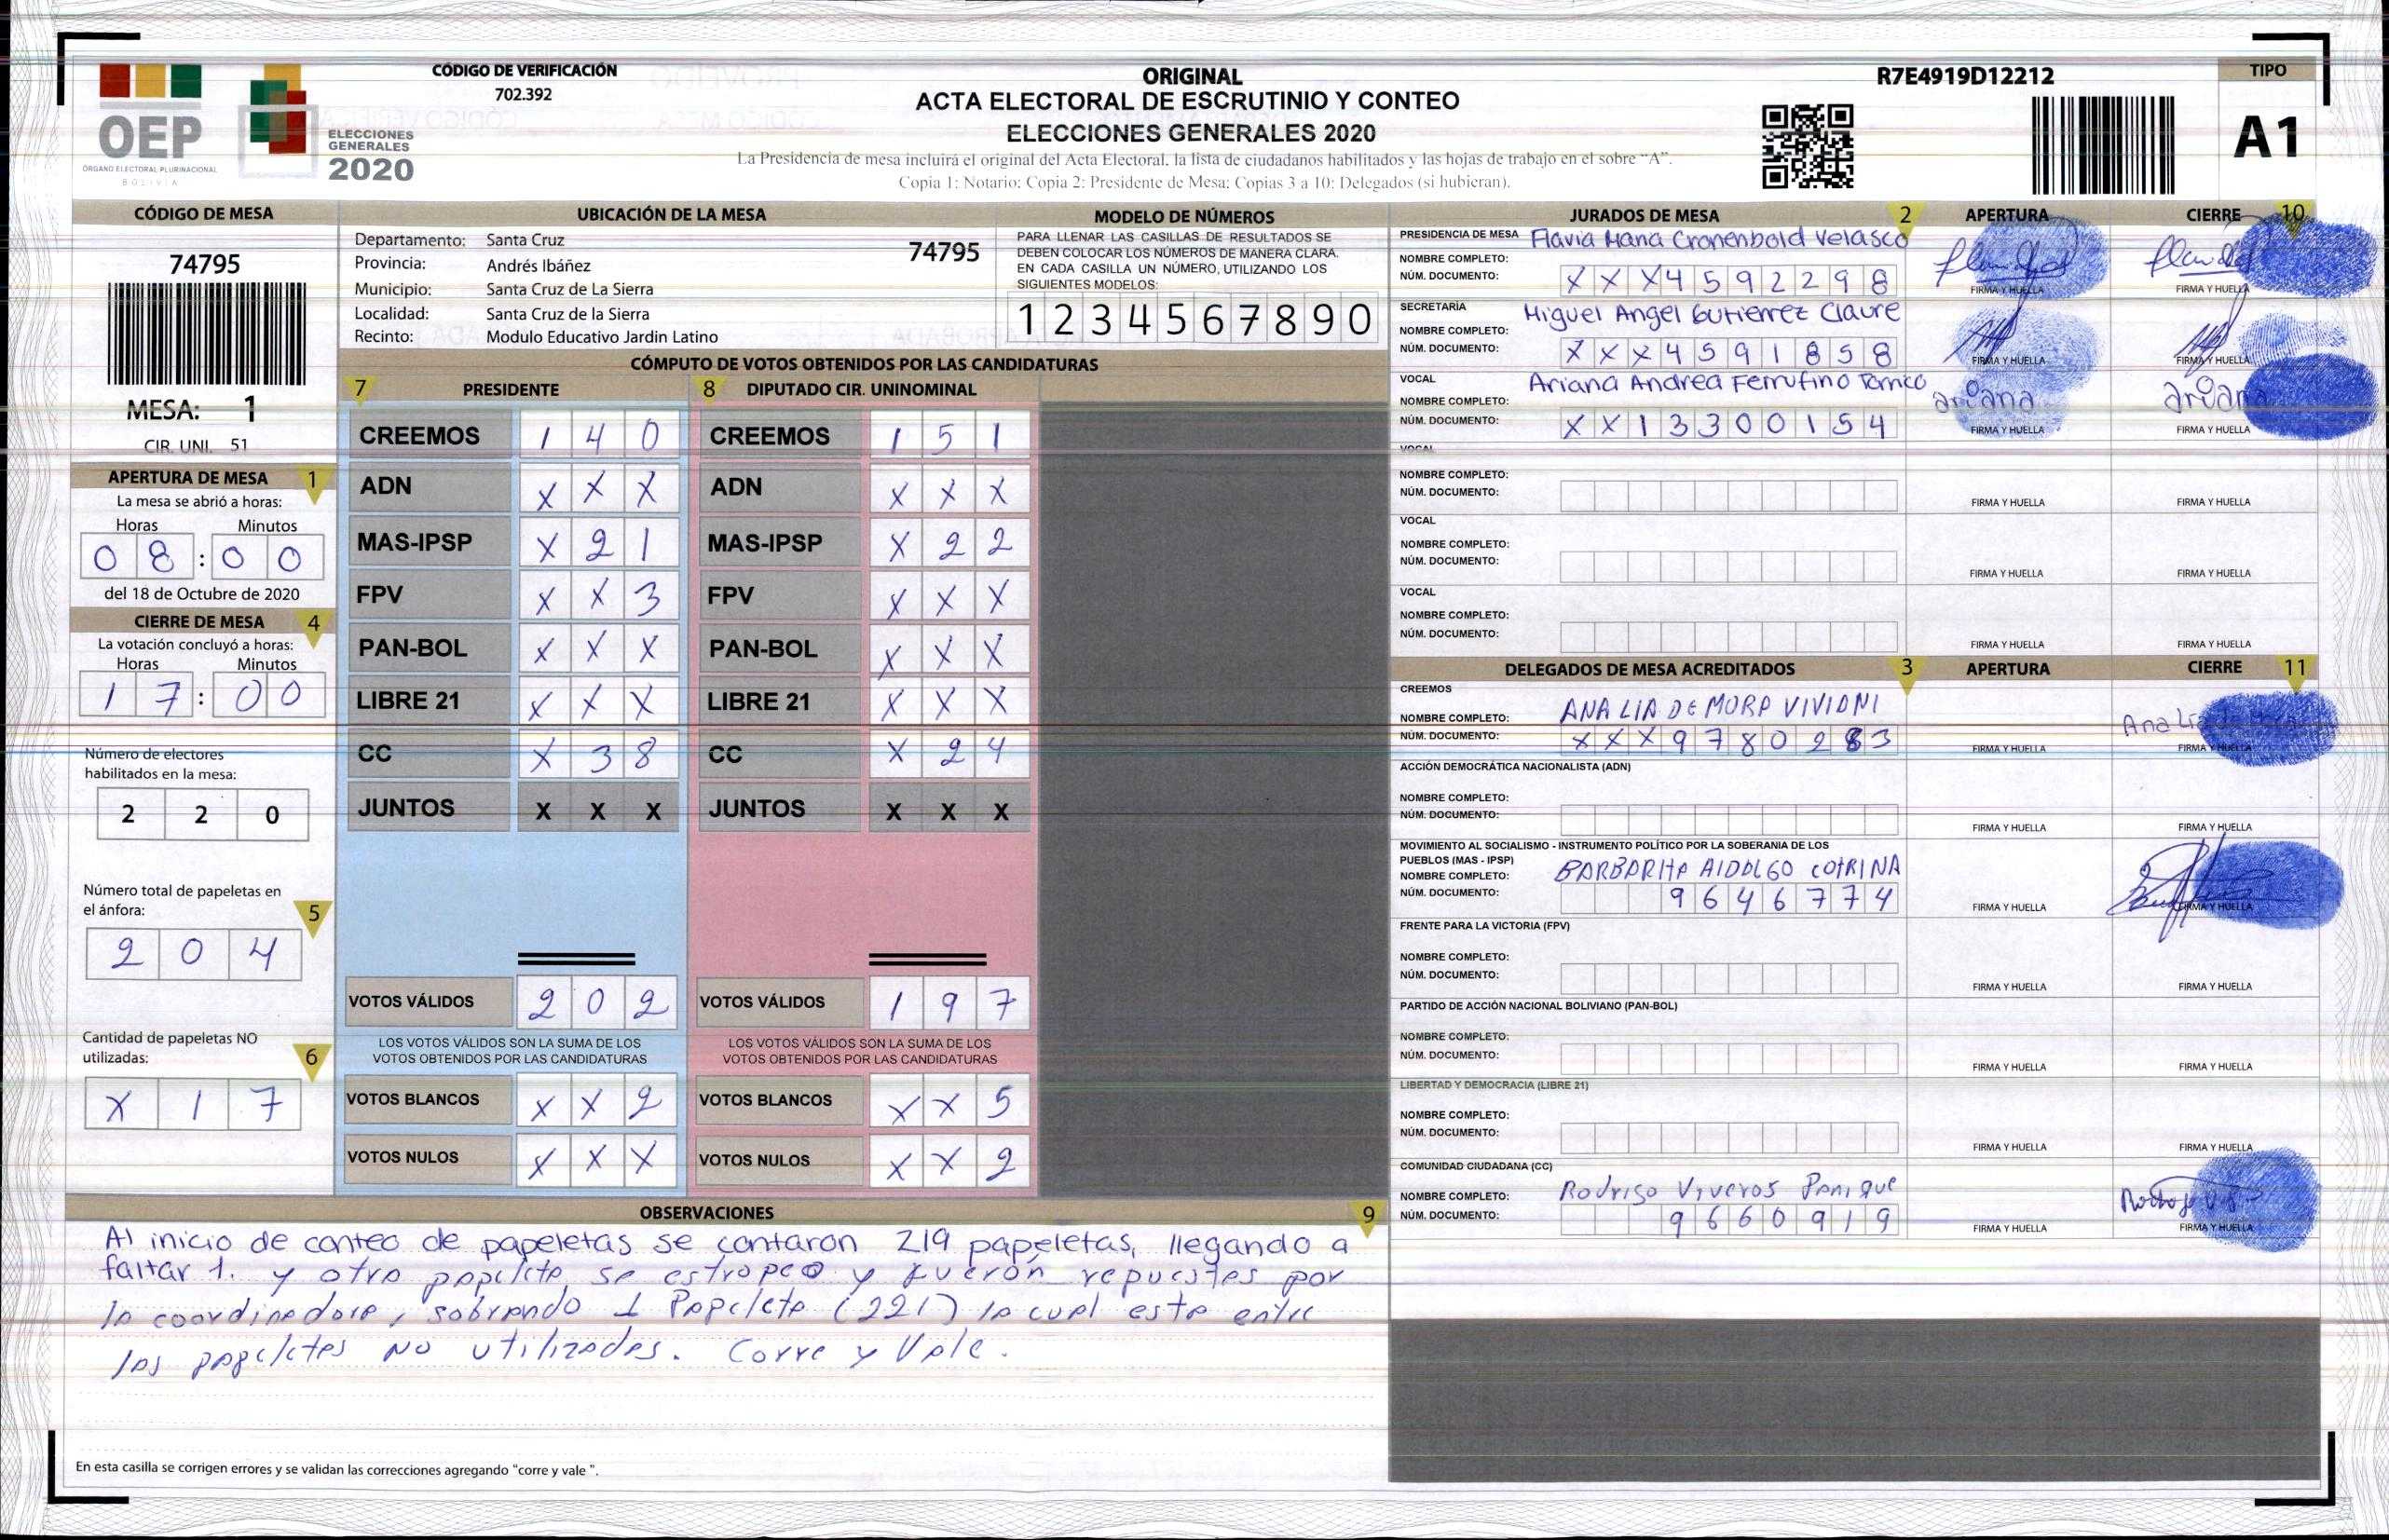 CÓDIGO DE VERIFICACIÓN
702.392
OEP
ÓRGANO ELECTORAL PLURINACIONAL
BOLIVIA
ELECCIONES
GENERALES
2020
ORIGINAL
ACTA ELECTORAL DE ESCRUTINIO Y CONTEO
ELECCIONES GENERALES 2020
La Presidencia de mesa incluirá el original del Acta Electoral, la lista de ciudadanos habilitados y las hojas de trabajo en el sobre “A”.
Copia 1: Notario; Copia 2: Presidente de Mesa; Copias 3 a 10: Delegados (si hubieran).
R7E4919D12212
TIPO
A1
CÓDIGO DE MESA
74795
MESA: 1
CIR. UNI. 51
APERTURA DE MESA 1
La mesa se abrió a horas:
Horas Minutos
0 8 : 0 0
del 18 de Octubre de 2020
CIERRE DE MESA 4
La votación concluyó a horas:
Horas Minutos
1 7 : 0 0
Número de electores
habilitados en la mesa:
2 2 0
Número total de papeletas en
el ánfora: 5
2 0 4
Cantidad de papeletas NO
utilizadas: 6
X 1 7
UBICACIÓN DE LA MESA
Departamento: Santa Cruz 74795
Provincia: Andrés Ibáñez
Municipio: Santa Cruz de La Sierra
Localidad: Santa Cruz de la Sierra
Recinto: Modulo Educativo Jardin Latino
MODELO DE NÚMEROS
PARA LLENAR LAS CASILLAS DE RESULTADOS SE
DEBEN COLOCAR LOS NÚMEROS DE MANERA CLARA.
EN CADA CASILLA UN NÚMERO, UTILIZANDO LOS
SIGUIENTES MODELOS:
1 2 3 4 5 6 7 8 9 0
CÓMPUTO DE VOTOS OBTENIDOS POR LAS CANDIDATURAS
7 PRESIDENTE 8 DIPUTADO CIR. UNINOMINAL
CREEMOS 1 4 0 CREEMOS 1 5 1
ADN X X X ADN X X X
MAS-IPSP X 2 1 MAS-IPSP X 2 2
FPV X X 3 FPV X X X
PAN-BOL X X X PAN-BOL X X X
LIBRE 21 X X X LIBRE 21 X X X
CC X 3 8 CC X 2 4
JUNTOS X X X JUNTOS X X X
VOTOS VÁLIDOS 2 0 2 VOTOS VÁLIDOS 1 9 7
LOS VOTOS VÁLIDOS SON LA SUMA DE LOS LOS VOTOS VÁLIDOS SON LA SUMA DE LOS
VOTOS OBTENIDOS POR LAS CANDIDATURAS VOTOS OBTENIDOS POR LAS CANDIDATURAS
VOTOS BLANCOS X X 2 VOTOS BLANCOS X X 5
VOTOS NULOS X X X VOTOS NULOS X X 2
OBSERVACIONES 9
Al inicio de conteo de papeletas se contaron 219 papeletas, llegando a
faltar 1. y otra papeleta se estropeo y fueron repuestas por
la coordinadora, sobrando 1 Papeleta (221) la cual esta entre
las papeletas NO utilizadas. Corre y Vale.
En esta casilla se corrigen errores y se validan las correcciones agregando “corre y vale ”.
JURADOS DE MESA 2 APERTURA CIERRE 10
PRESIDENCIA DE MESA Flavia Maria Cronenbold Velasco
NOMBRE COMPLETO:
NÚM. DOCUMENTO: X X X 4 5 9 2 2 9 8 FIRMA Y HUELLA FIRMA Y HUELLA
SECRETARÍA Miguel Angel Gutierrez Claure
NOMBRE COMPLETO:
NÚM. DOCUMENTO: X X X 4 5 9 1 8 5 8 FIRMA Y HUELLA FIRMA Y HUELLA
VOCAL Ariana Andrea Ferrufino
NOMBRE COMPLETO: ariana ariana
NÚM. DOCUMENTO: X X 1 3 3 0 0 1 5 4 FIRMA Y HUELLA FIRMA Y HUELLA
VOCAL
NOMBRE COMPLETO:
NÚM. DOCUMENTO: FIRMA Y HUELLA FIRMA Y HUELLA
VOCAL
NOMBRE COMPLETO:
NÚM. DOCUMENTO: FIRMA Y HUELLA FIRMA Y HUELLA
VOCAL
NOMBRE COMPLETO:
NÚM. DOCUMENTO: FIRMA Y HUELLA FIRMA Y HUELLA
DELEGADOS DE MESA ACREDITADOS 3 APERTURA CIERRE 11
CREEMOS
NOMBRE COMPLETO: ANA LIA DE MORA VIVIANI Ana Lia
NÚM. DOCUMENTO: X X X 9 7 8 0 2 8 3 FIRMA Y HUELLA FIRMA Y HUELLA
ACCIÓN DEMOCRÁTICA NACIONALISTA (ADN)
NOMBRE COMPLETO:
NÚM. DOCUMENTO: FIRMA Y HUELLA FIRMA Y HUELLA
MOVIMIENTO AL SOCIALISMO - INSTRUMENTO POLÍTICO POR LA SOBERANIA DE LOS
PUEBLOS (MAS - IPSP)
NOMBRE COMPLETO: BARBARITA AIDALGO COTRINA
NÚM. DOCUMENTO: 9 6 4 6 7 7 4 FIRMA Y HUELLA FIRMA Y HUELLA
FRENTE PARA LA VICTORIA (FPV)
NOMBRE COMPLETO:
NÚM. DOCUMENTO: FIRMA Y HUELLA FIRMA Y HUELLA
PARTIDO DE ACCIÓN NACIONAL BOLIVIANO (PAN-BOL)
NOMBRE COMPLETO:
NÚM. DOCUMENTO: FIRMA Y HUELLA FIRMA Y HUELLA
LIBERTAD Y DEMOCRACIA (LIBRE 21)
NOMBRE COMPLETO:
NÚM. DOCUMENTO: FIRMA Y HUELLA FIRMA Y HUELLA
COMUNIDAD CIUDADANA (CC)
NOMBRE COMPLETO: Rodrigo Viveros Panique
NÚM. DOCUMENTO: 9 6 6 0 9 1 9 FIRMA Y HUELLA FIRMA Y HUELLA